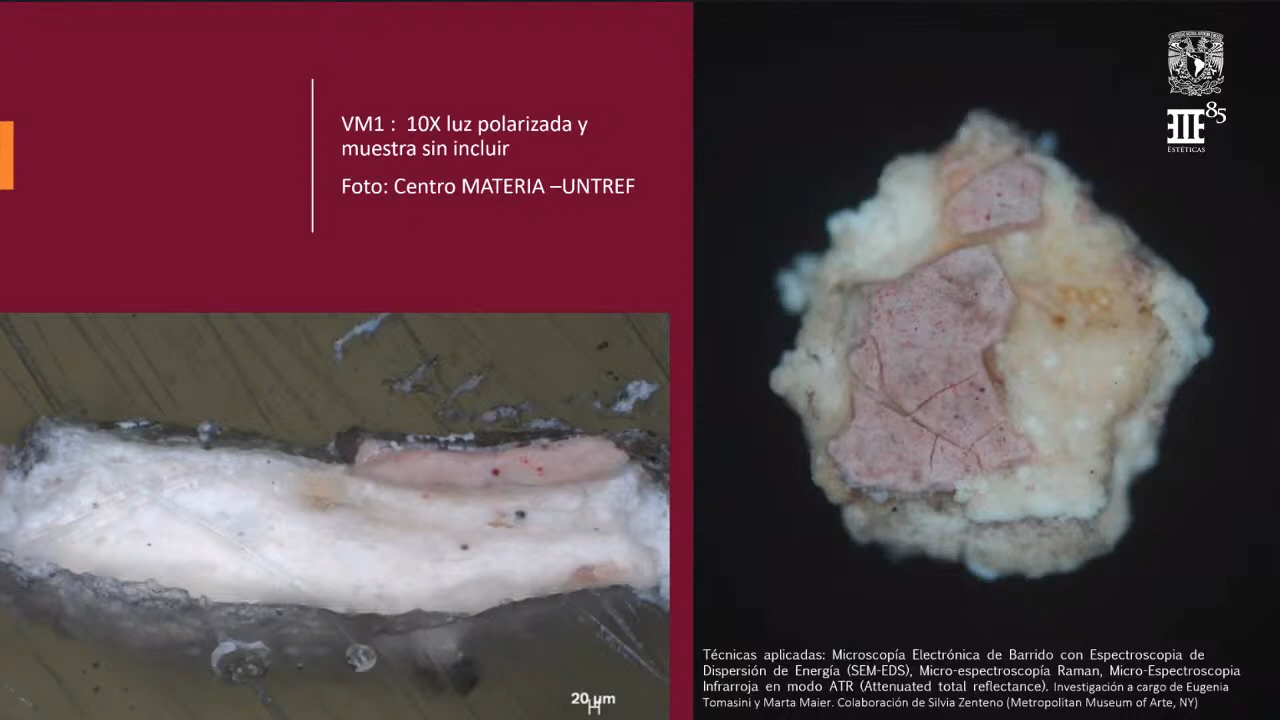 VM1 : 10X luz polarizada y
muestra sin incluir
Foto: Centro MATERIA –UNTREF
85
ESTÉTICAS
20 µm
Técnicas aplicadas: Microscopía Electrónica de Barrido con Espectroscopia de
Dispersión de Energía (SEM-EDS), Micro-espectroscopía Raman, Micro-Espectroscopia
Infrarroja en modo ATR (Attenuated total reflectance). Investigación a cargo de Eugenia
Tomasini y Marta Maier. Colaboración de Silvia Zenteno (Metropolitan Museum of Arte, NY)